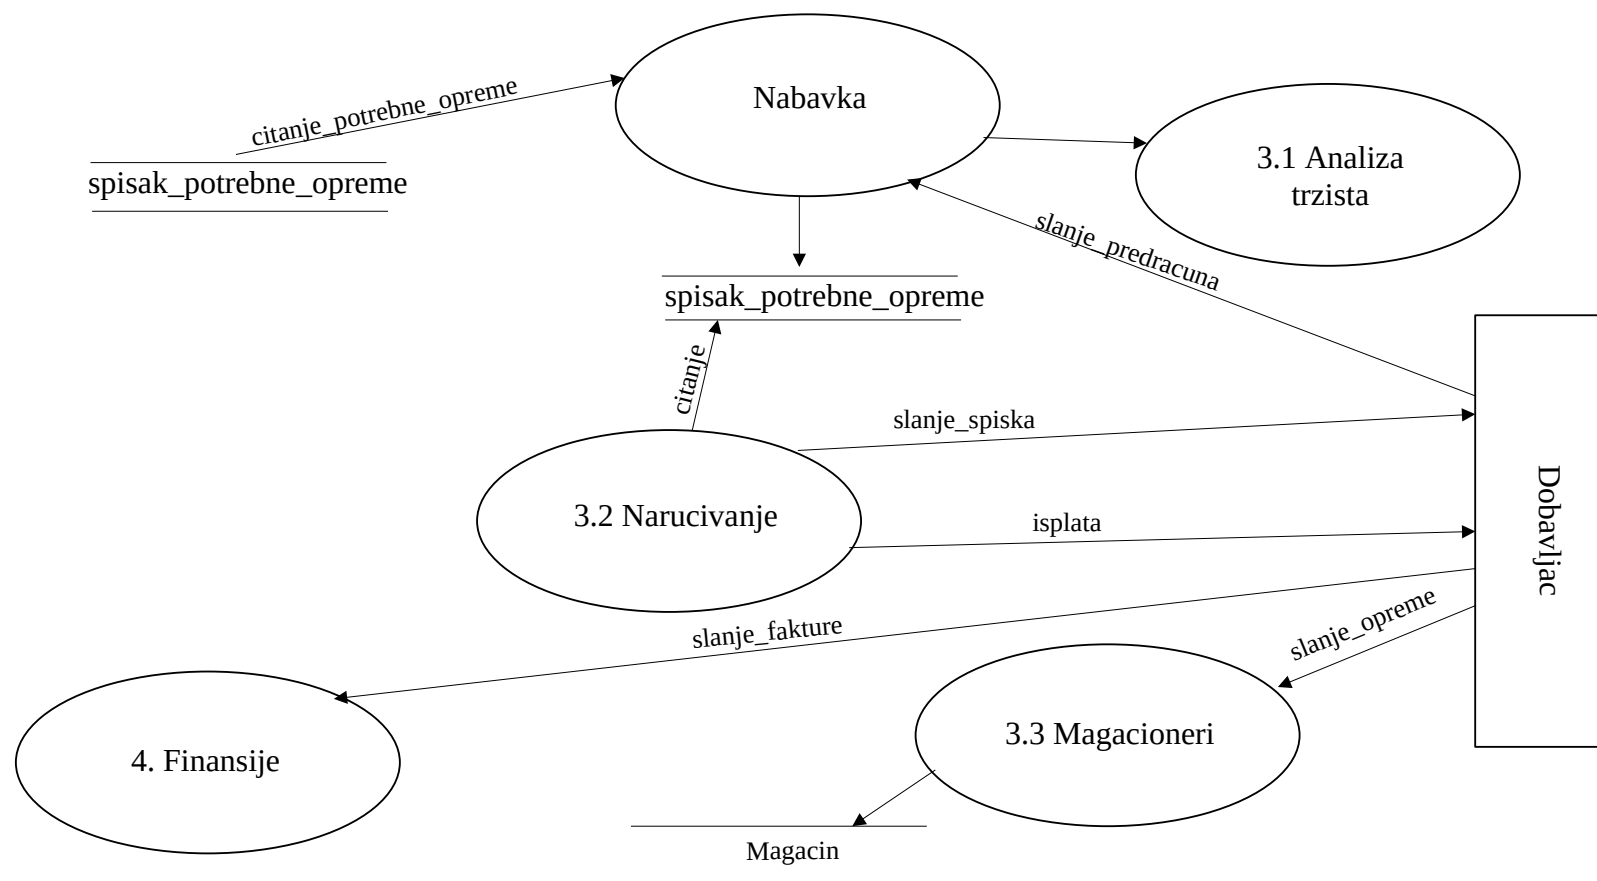 Nabavka
citanje_potrebne_opreme
3.1 Analiza
trzista
spisak_potrebne_opreme
slanje_predracuna
spisak_potrebne_opreme
citanje
slanje_spiska
3.2 Narucivanje
isplata
Dobavljac
slanje_fakture
slanje_opreme
3.3 Magacioneri
4. Finansije
Magacin